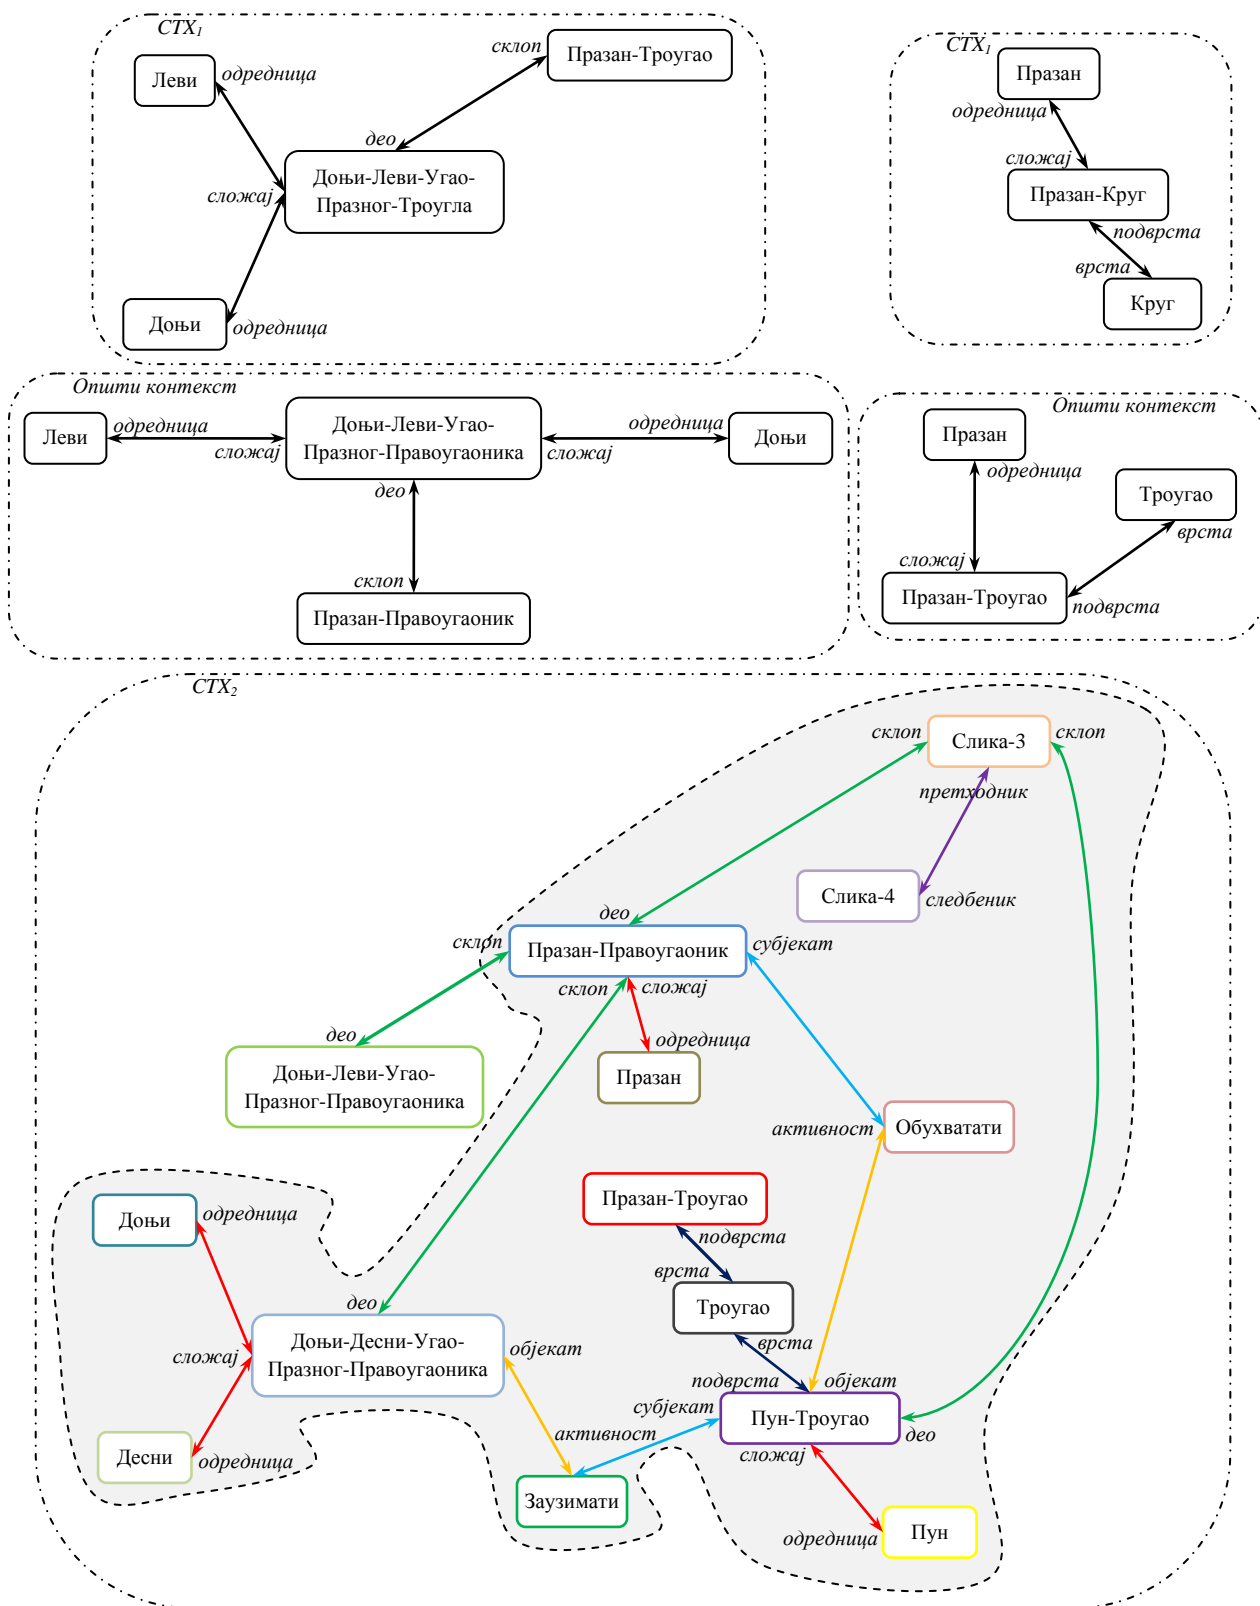 CTX1
Леви
одредница
склоп
Празан-Троугао
део
Доњи-Леви-Угао-
Празног-Троугла
сложај
Доњи
одредница
CTX1
Празан
одредница
сложај
Празан-Круг
подврста
врста
Круг
Општи контекст
Леви
одредница
сложај
Доњи-Леви-Угао-
Празног-Правоугаоника
одредница
сложај
Доњи
део
склоп
Празан-Правоугаоник
Општи контекст
Празан
одредница
Троугао
врста
сложај
Празан-Троугао
подврста
CTX2
склоп
Слика-3
склоп
претходник
Слика-4
следбеник
део
склоп
Празан-Правоугаоник
субјекат
склоп
сложај
део
одредница
Доњи-Леви-Угао-
Празног-Правоугаоника
Празан
активност
Обухватати
Празан-Троугао
подврста
Доњи
одредница
врста
Троугао
део
врста
сложај
Доњи-Десни-Угао-
Празног-Правоугаоника
објекат
подврста
објекат
субјекат
Пун-Троугао
део
активност
сложај
Десни
одредница
Заузимати
одредница
Пун